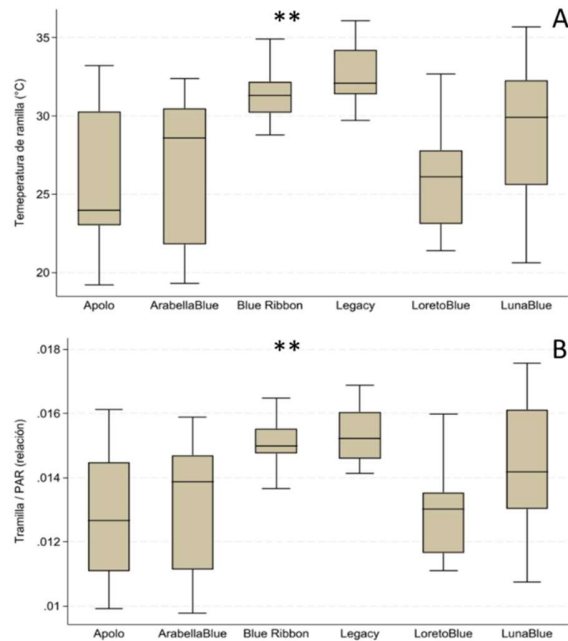 ** A
35
30
25
20
Temeperatura de ramilla (°C)
Apolo ArabellaBlue Blue Ribbon Legacy LoretoBlue LunaBlue
** B
.018
.016
.014
.012
.01
Tramilla / PAR (relación)
Apolo ArabellaBlue Blue Ribbon Legacy LoretoBlue LunaBlue